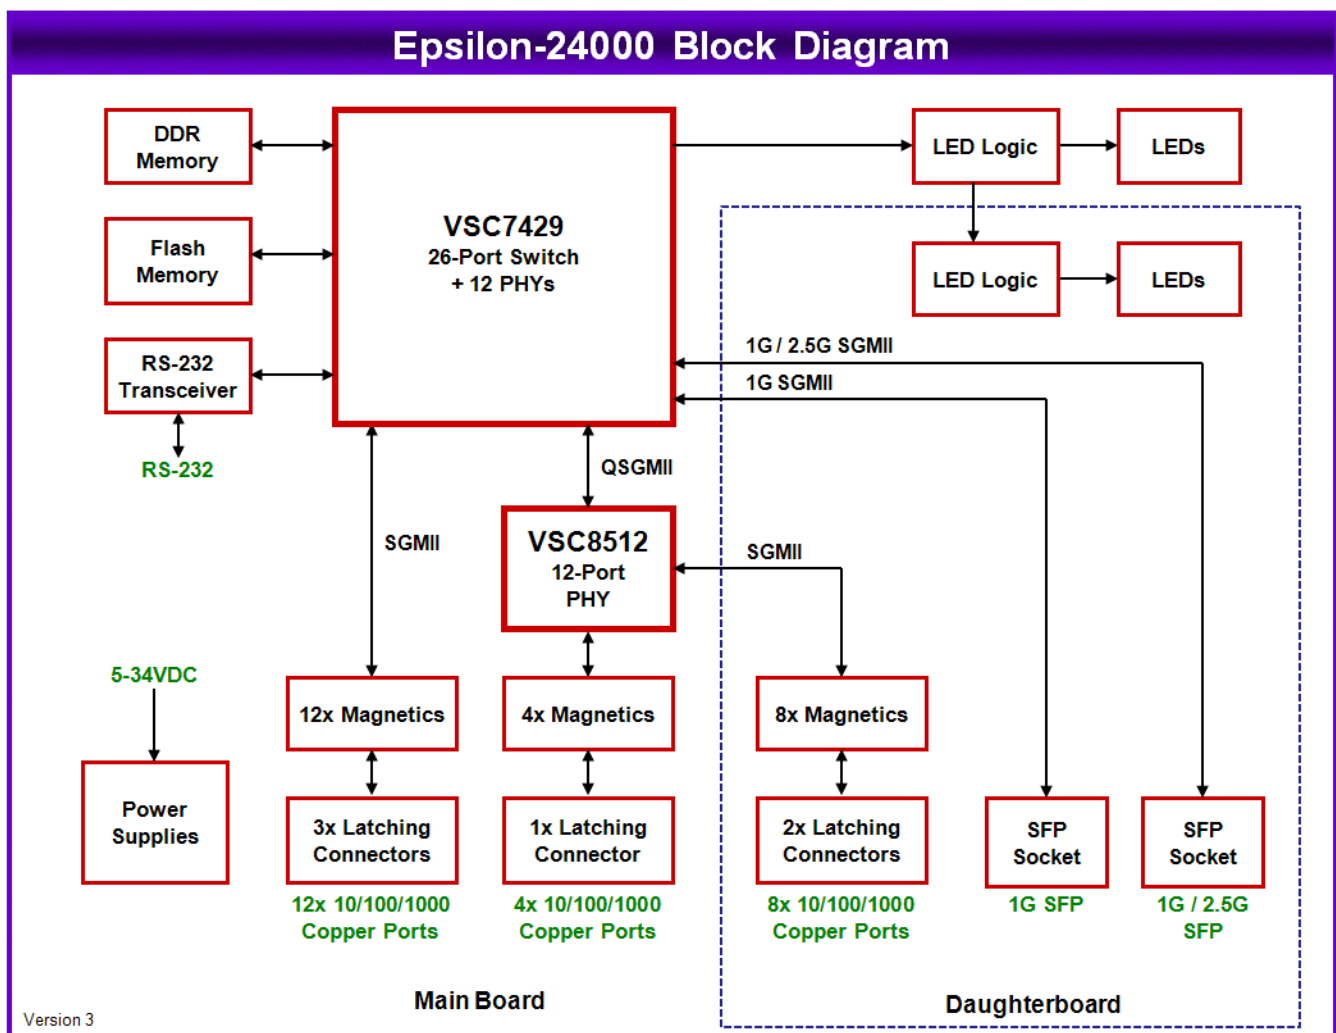 Epsilon-24000 Block Diagram
DDR
Memory
VSC7429
26-Port Switch
+ 12 PHYs
LED Logic
LEDs
Flash
Memory
LED Logic
LEDs
RS-232
Transceiver
1G / 2.5G SGMII
1G SGMII
RS-232
QSGMII
SGMII
VSC8512
12-Port
PHY
SGMII
5-34VDC
12x Magnetics
4x Magnetics
8x Magnetics
Power
Supplies
3x Latching
Connectors
1x Latching
Connector
2x Latching
Connectors
SFP
Socket
SFP
Socket
12x 10/100/1000
Copper Ports
4x 10/100/1000
Copper Ports
8x 10/100/1000
Copper Ports
1G SFP
1G / 2.5G
SFP
Main Board
Daughterboard
Version 3